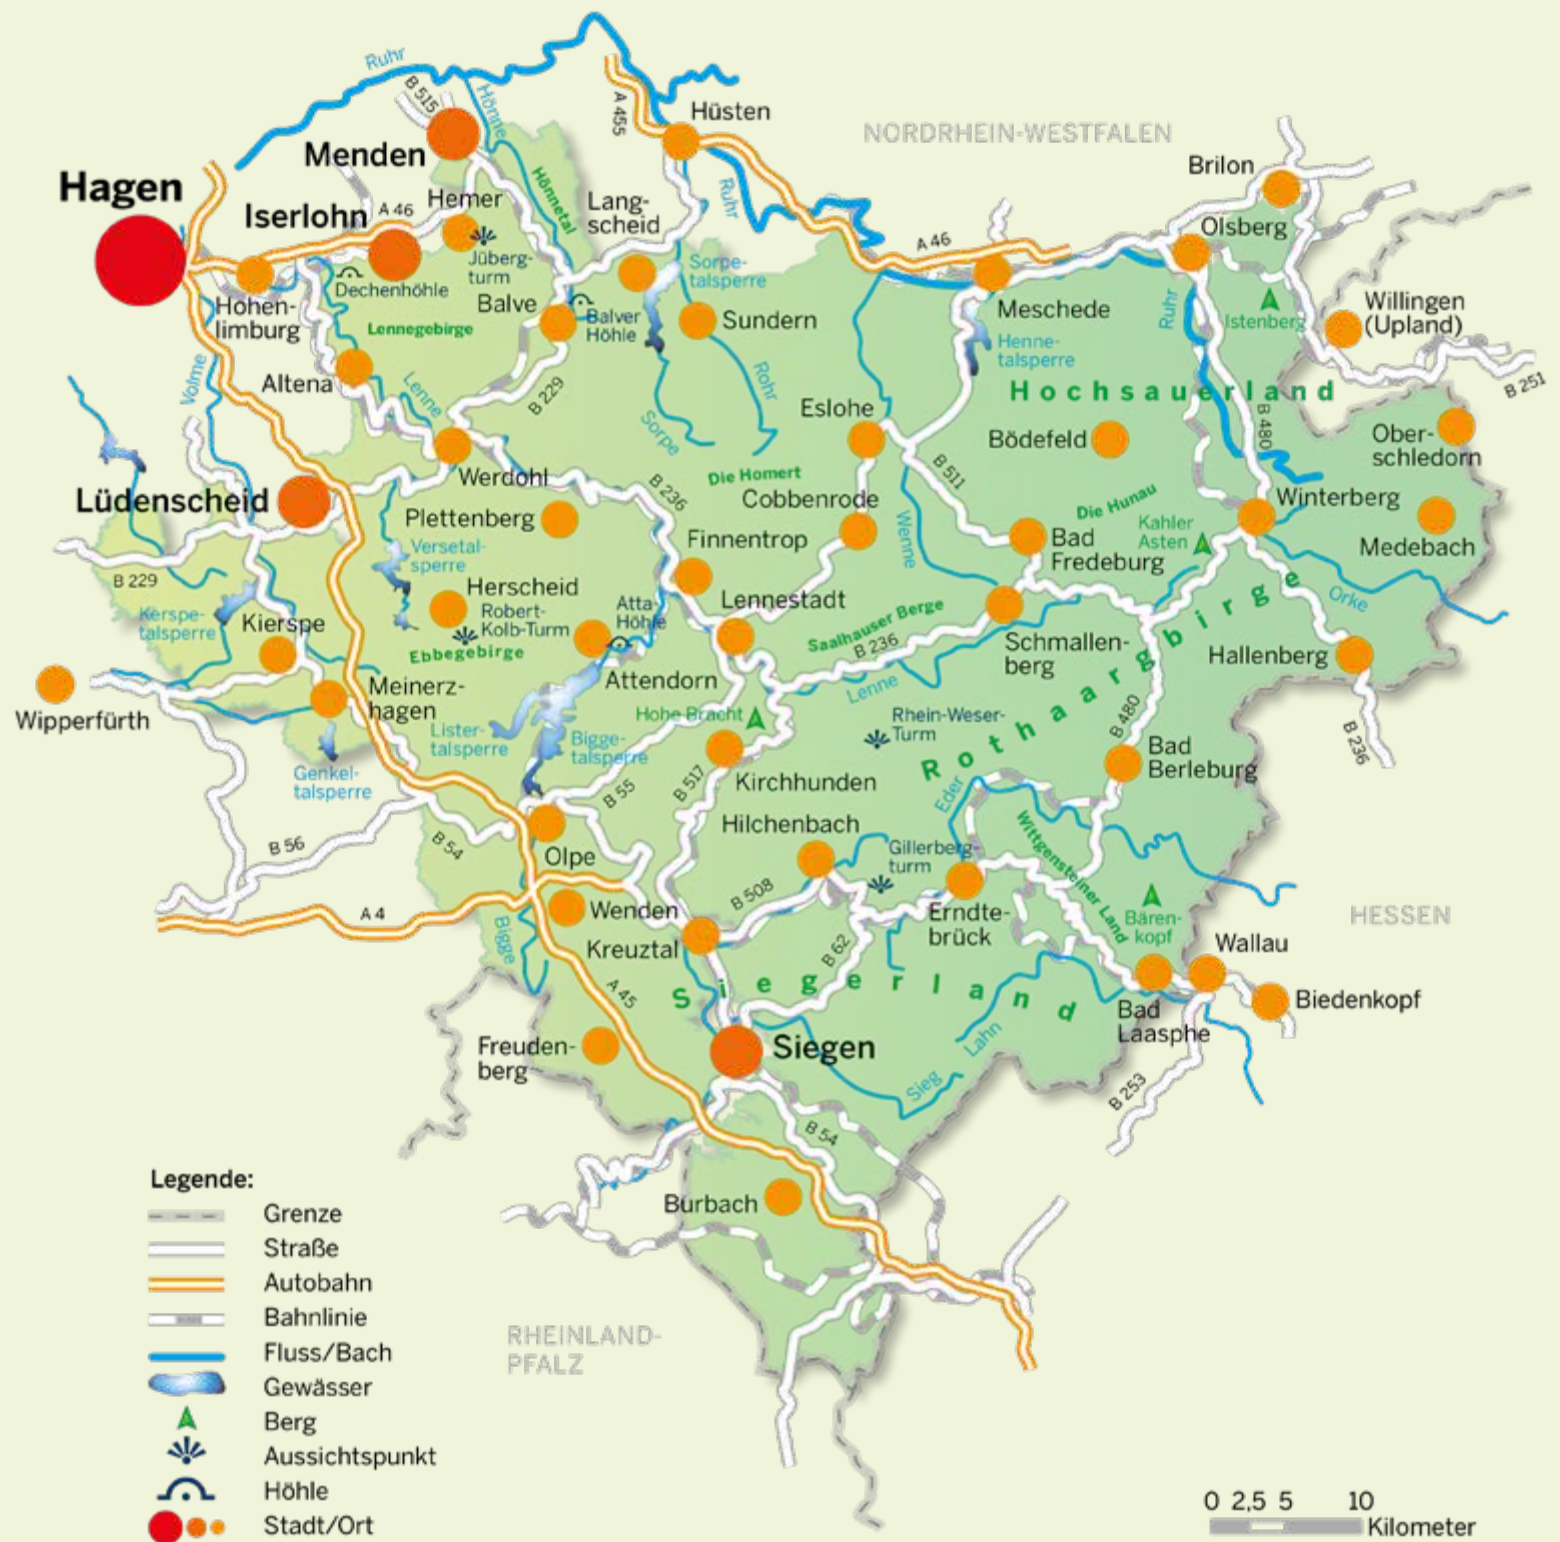 Ruhr
B 515
Hönne
A 455
Hüsten
NORDRHEIN-WESTFALEN
Menden
Brilon
Hagen
Hönnetal
Hemer
Lang-
scheid
Ruhr
Iserlohn
A 46
Olsberg
A 46
Jüberg-
turm
Sorpe-
talsperre
Dechenhöhle
Hohen-
limburg
Balve
Balver
Höhle
Sundern
Meschede
Ruhr
Istenberg
Willingen
(Upland)
Lennegebirge
Henne-
talsperre
Volme
Altena
Lenne
B 229
Rohr
Hochsauerland
B 251
Sorpe
Eslohe
Bödefeld
B 480
Ober-
schledorn
Werdohl
B 236
Die Homert
B 511
Lüdenscheid
Cobbenrode
Die Hunau
Winterberg
Plettenberg
Finnentrop
Wenne
Kahler
Asten
Bad
Fredeburg
Medebach
Versetal-
sperre
B 229
Herscheid
Robert-
Kolb-Turm
Atta-
Höhle
Lennestadt
Orke
Kerspe-
talsperre
Kierspe
Saalhauser Berge
B 236
Schmallen-
berg
Ebbegebirge
Hallenberg
Wipperfürth
Meinerz-
hagen
Attendorn
Lenne
Hohe Bracht
Rhein-Weser-
Turm
Rothaargbirge
B 480
B 236
Lister-
talsperre
Bigge-
talsperre
Genkel-
talsperre
B 55
B 517
Kirchhunden
Bad
Berleburg
Eder
Hilchenbach
B 56
B 54
Olpe
Gillerberg-
turm
Wittgensteiner Land
B 508
A 4
Wenden
Erndte-
brück
Bären-
kopf
HESSEN
Bigge
Kreuztal
B 62
Wallau
A 45
Siegerland
Biedenkopf
Bad
Laasphe
Freuden-
berg
Siegen
Lahn
Sieg
B 253
B 54
Burbach
Legende:
Grenze
Straße
Autobahn
Bahnlinie
Fluss/Bach
Gewässer
Berg
Aussichtspunkt
Höhle
Stadt/Ort
RHEINLAND-
PFALZ
0 2,5 5 10
Kilometer